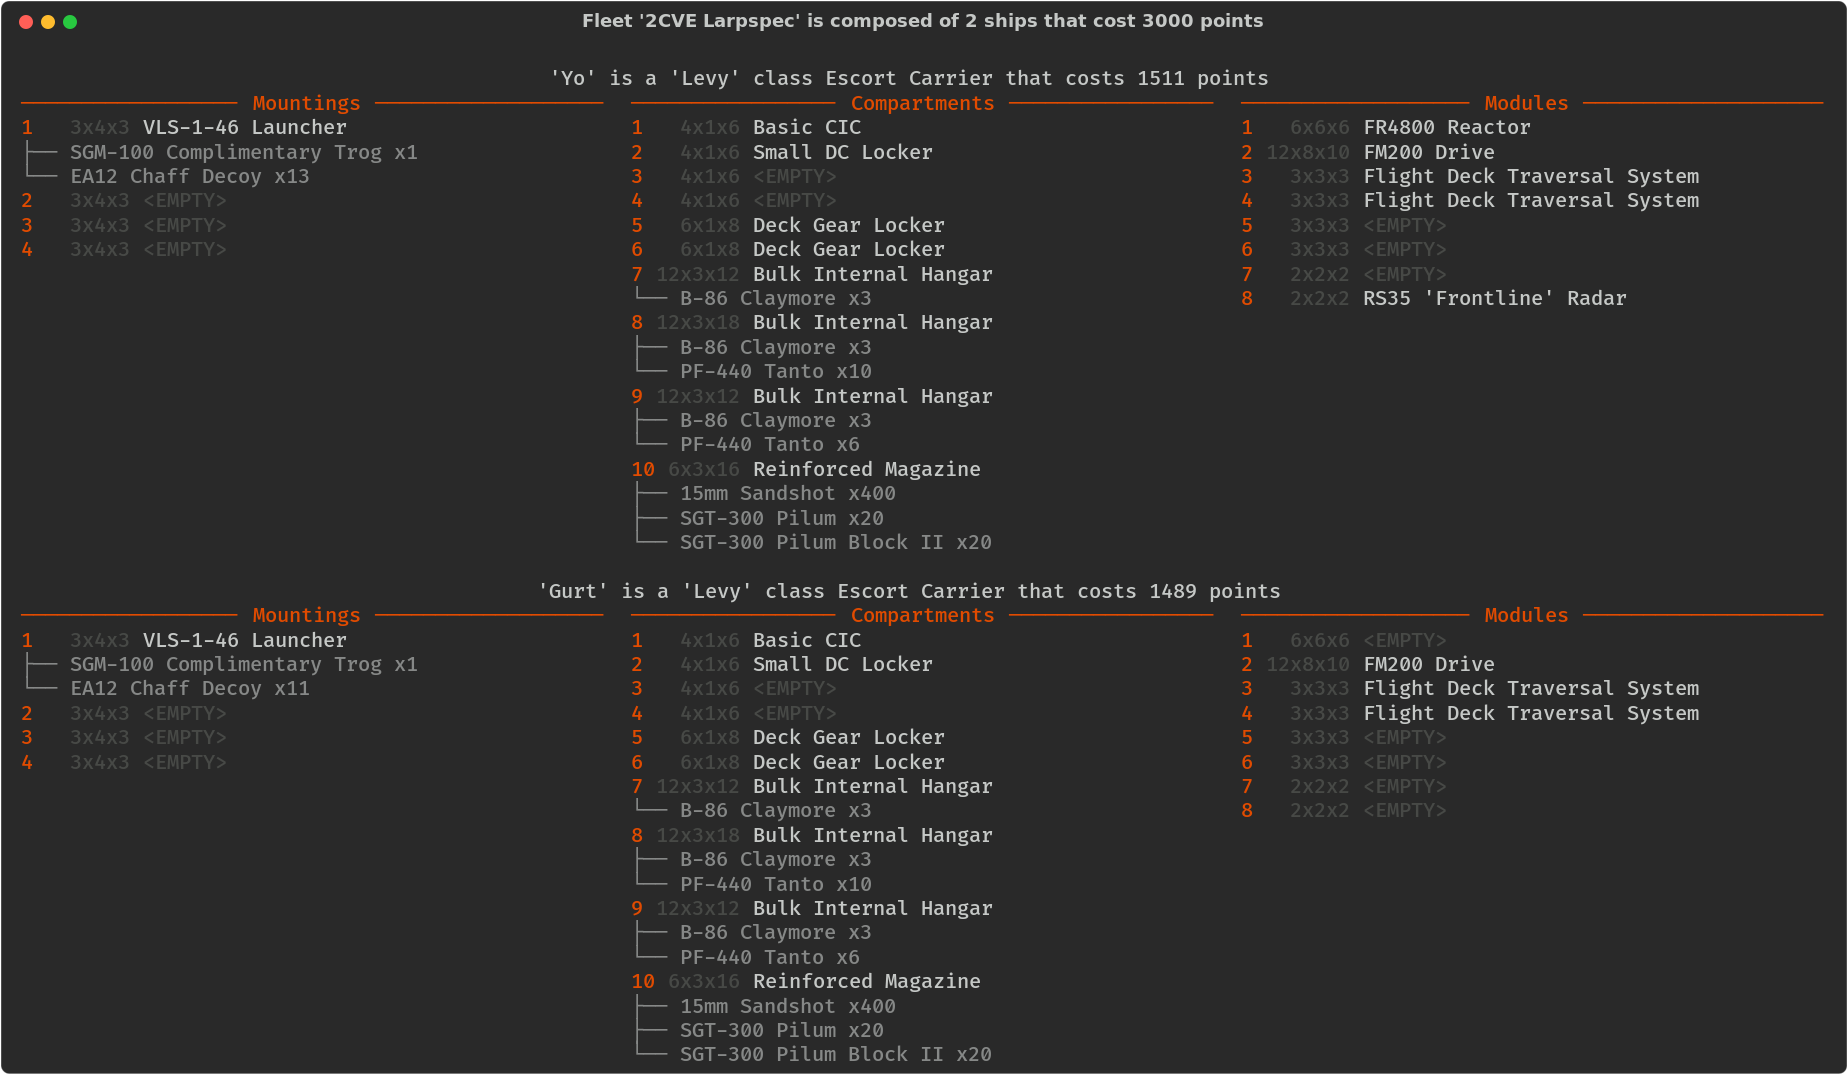 Fleet '2CVE Larpspec' is composed of 2 ships that cost 3000 points
'Yo' is a 'Levy' class Escort Carrier that costs 1511 points
Mountings
1 3x4x3 VLS-1-46 Launcher
SGM-100 Complimentary Trog x1
EA12 Chaff Decoy x13
2 3x4x3 <EMPTY>
3 3x4x3 <EMPTY>
4 3x4x3 <EMPTY>
Compartments
1 4x1x6 Basic CIC
2 4x1x6 Small DC Locker
3 4x1x6 <EMPTY>
4 4x1x6 <EMPTY>
5 6x1x8 Deck Gear Locker
6 6x1x8 Deck Gear Locker
7 12x3x12 Bulk Internal Hangar
B-86 Claymore x3
8 12x3x18 Bulk Internal Hangar
B-86 Claymore x3
PF-440 Tanto x10
9 12x3x12 Bulk Internal Hangar
B-86 Claymore x3
PF-440 Tanto x6
10 6x3x16 Reinforced Magazine
15mm Sandshot x400
SGT-300 Pilum x20
SGT-300 Pilum Block II x20
Modules
1 6x6x6 FR4800 Reactor
2 12x8x10 FM200 Drive
3 3x3x3 Flight Deck Traversal System
4 3x3x3 Flight Deck Traversal System
5 3x3x3 <EMPTY>
6 3x3x3 <EMPTY>
7 2x2x2 <EMPTY>
8 2x2x2 RS35 'Frontline' Radar
'Gurt' is a 'Levy' class Escort Carrier that costs 1489 points
Mountings
1 3x4x3 VLS-1-46 Launcher
SGM-100 Complimentary Trog x1
EA12 Chaff Decoy x11
2 3x4x3 <EMPTY>
3 3x4x3 <EMPTY>
4 3x4x3 <EMPTY>
Compartments
1 4x1x6 Basic CIC
2 4x1x6 Small DC Locker
3 4x1x6 <EMPTY>
4 4x1x6 <EMPTY>
5 6x1x8 Deck Gear Locker
6 6x1x8 Deck Gear Locker
7 12x3x12 Bulk Internal Hangar
B-86 Claymore x3
8 12x3x18 Bulk Internal Hangar
B-86 Claymore x3
PF-440 Tanto x10
9 12x3x12 Bulk Internal Hangar
B-86 Claymore x3
PF-440 Tanto x6
10 6x3x16 Reinforced Magazine
15mm Sandshot x400
SGT-300 Pilum x20
SGT-300 Pilum Block II x20
Modules
1 6x6x6 <EMPTY>
2 12x8x10 FM200 Drive
3 3x3x3 Flight Deck Traversal System
4 3x3x3 Flight Deck Traversal System
5 3x3x3 <EMPTY>
6 3x3x3 <EMPTY>
7 2x2x2 <EMPTY>
8 2x2x2 <EMPTY>